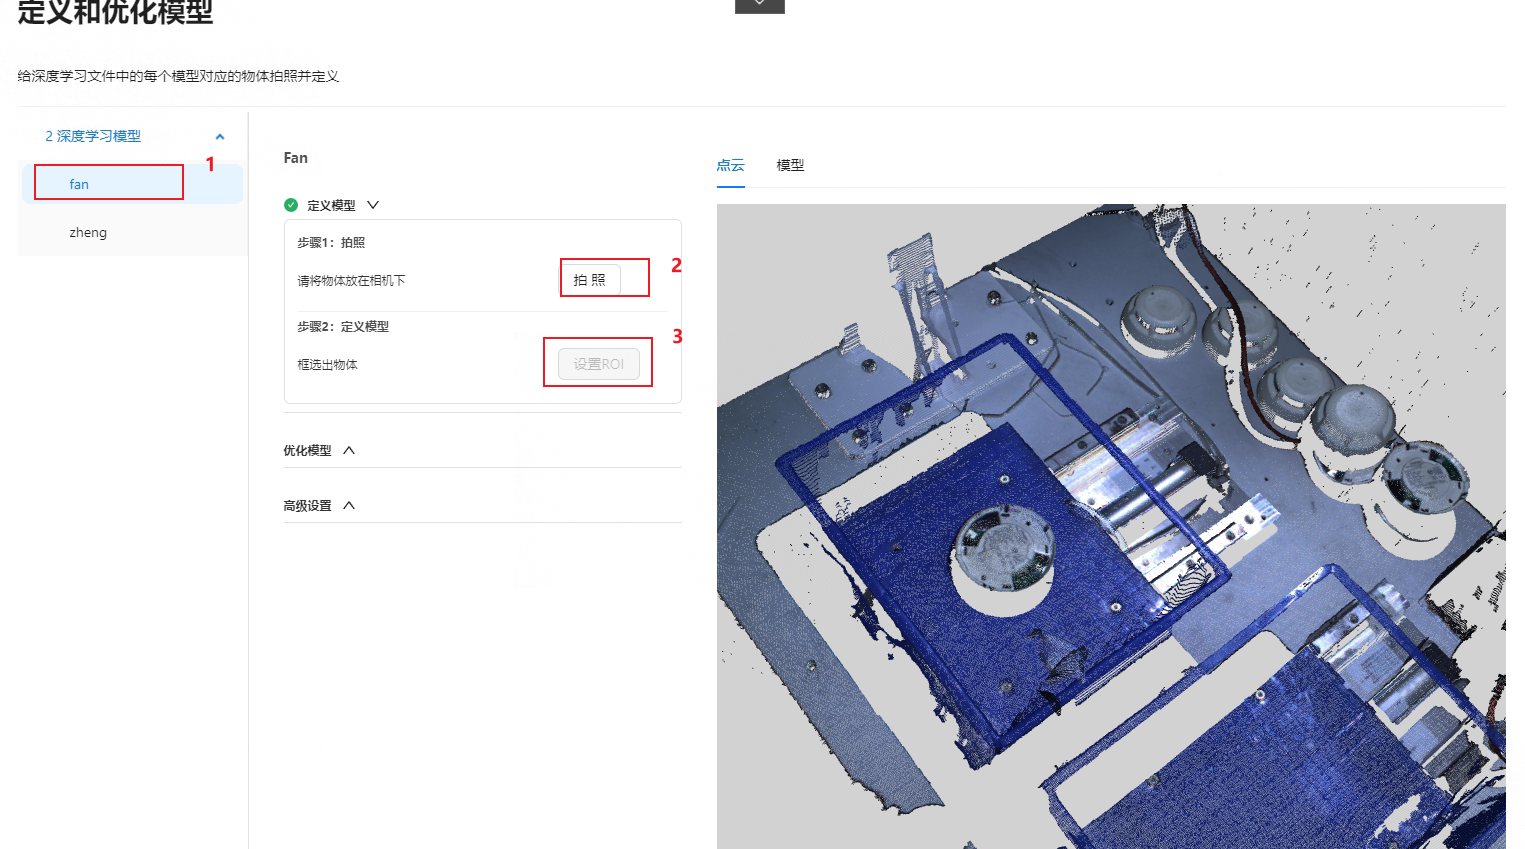 定义和优化模型
给深度学习文件中的每个模型对应的物体拍照并定义
2 深度学习模型
1
fan
zheng
Fan
定义模型
步骤1：拍照
请将物体放在相机下
拍 照
2
步骤2：定义模型
3
框选出物体
设置ROI
优化模型
高级设置
点云
模型